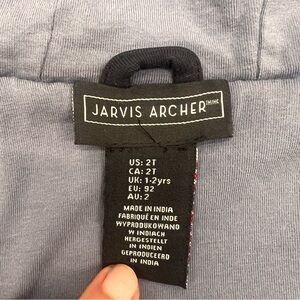 JARVIS ARCHER
US: 2T
CA: 2T
UK: 1-2yrs
EU: 92
AU: 2
MADE IN INDIA
FABRIQUÉ EN INDE
WYPRODUKOWANO
W INDIACH
HERGESTELLT
IN INDIEN
GEPRODUCEERD
IN INDIA